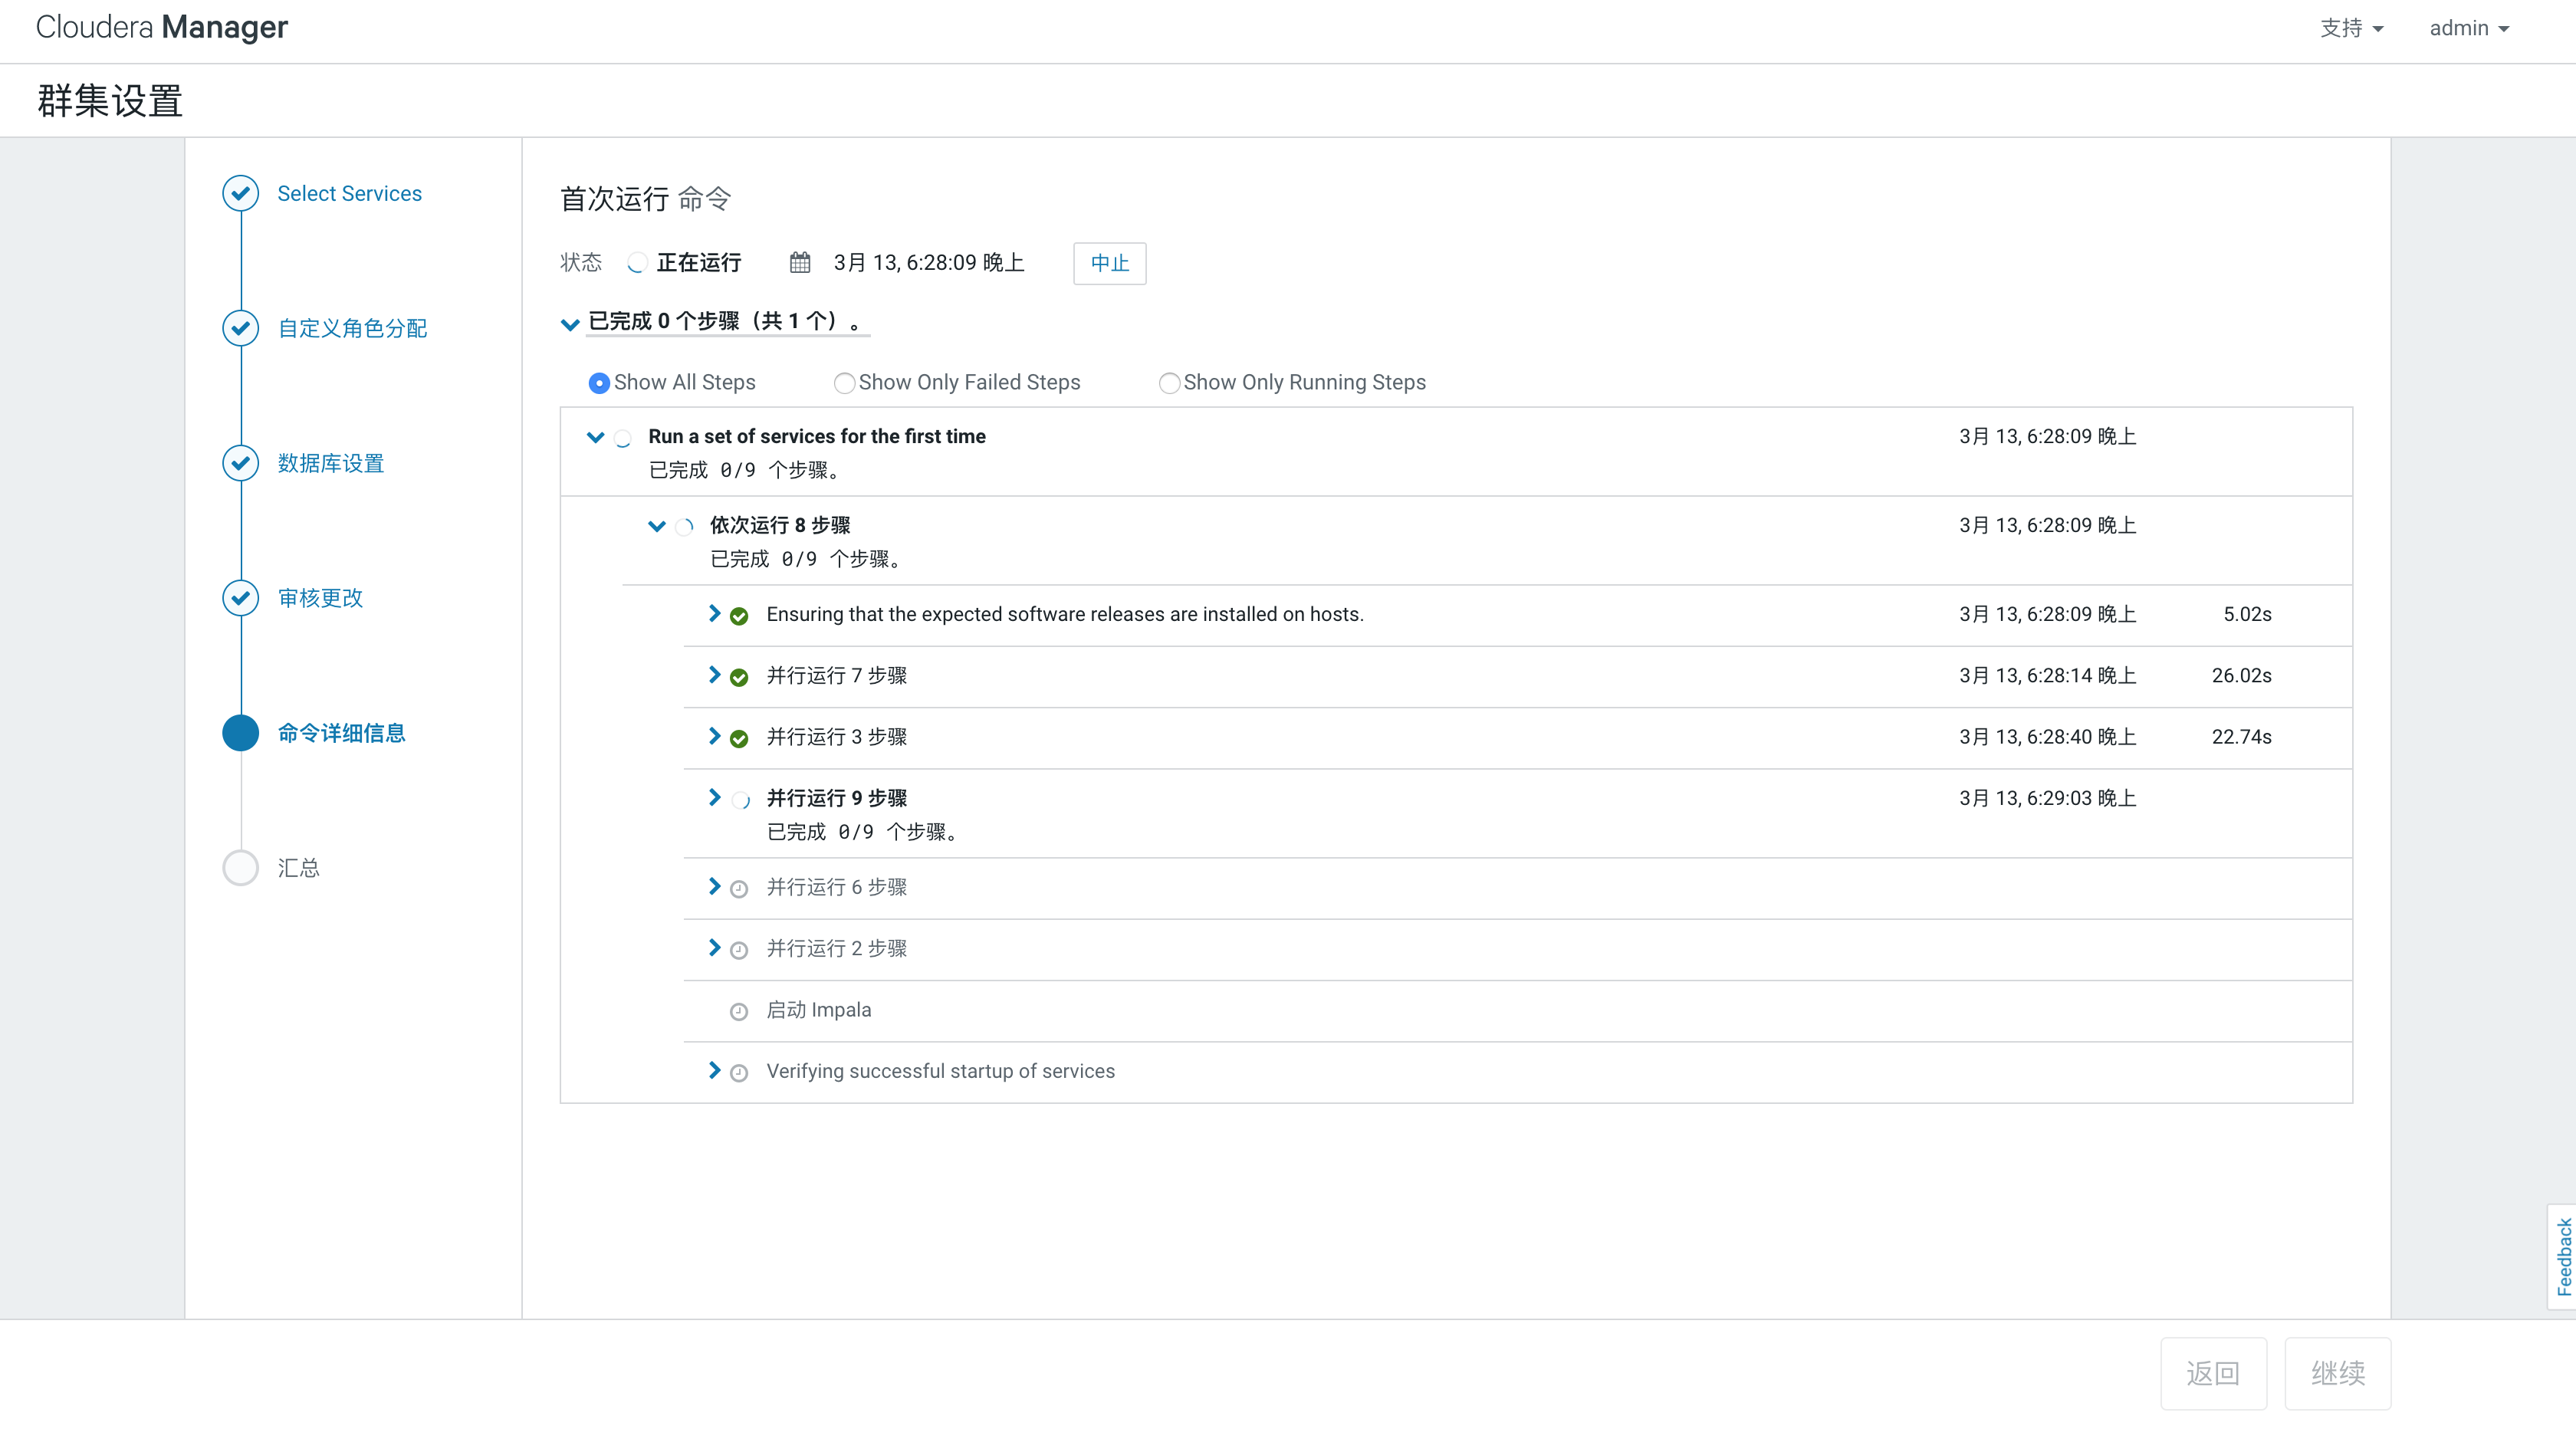 Cloudera Manager
支持
admin
群集设置
Select Services
自定义角色分配
数据库设置
审核更改
命令详细信息
汇总
首次运行 命令
状态 正在运行 3月 13, 6:28:09 晚上 中止
已完成 0 个步骤（共 1 个）。
Show All Steps Show Only Failed Steps Show Only Running Steps
Run a set of services for the first time 3月 13, 6:28:09 晚上
已完成 0/9 个步骤。
依次运行 8 步骤 3月 13, 6:28:09 晚上
已完成 0/9 个步骤。
Ensuring that the expected software releases are installed on hosts. 3月 13, 6:28:09 晚上 5.02s
并行运行 7 步骤 3月 13, 6:28:14 晚上 26.02s
并行运行 3 步骤 3月 13, 6:28:40 晚上 22.74s
并行运行 9 步骤 3月 13, 6:29:03 晚上
已完成 0/9 个步骤。
并行运行 6 步骤
并行运行 2 步骤
启动 Impala
Verifying successful startup of services
Feedback
返回
继续